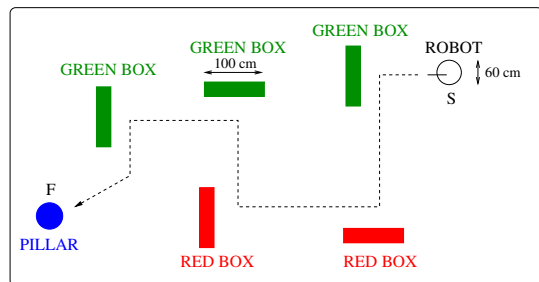 GREEN BOX
GREEN BOX
GREEN BOX
ROBOT
100 cm
60 cm
S
F
PILLAR
RED BOX
RED BOX